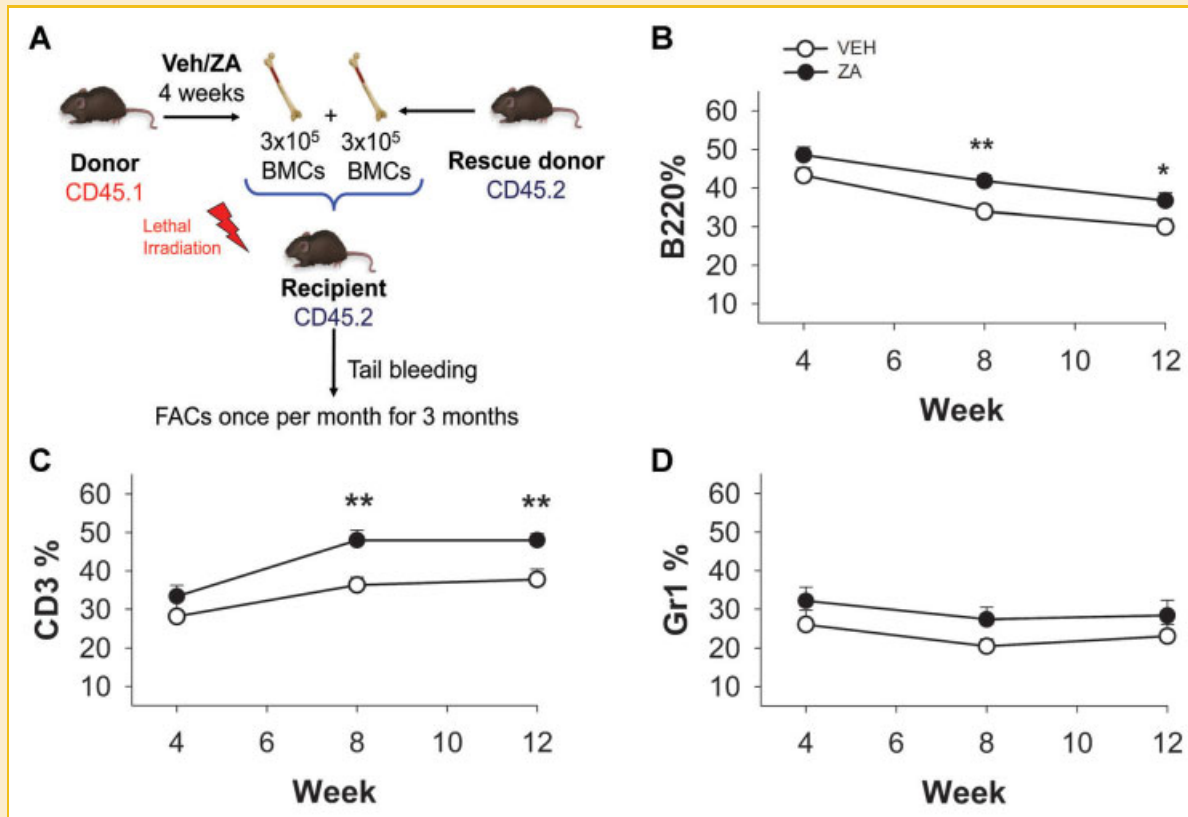 A
Veh/ZA
4 weeks
+
3x10⁵ 3x10⁵
BMCs BMCs
Donor
CD45.1
Rescue donor
CD45.2
Lethal
Irradiation
Recipient
CD45.2
Tail bleeding
FACs once per month for 3 months
B
VEH
ZA
B220%
60
50
40
30
20
10
** *
4 6 8 10 12
Week
C
CD3 %
60
50
40
30
20
10
** **
4 6 8 10 12
Week
D
Gr1 %
60
50
40
30
20
10
4 6 8 10 12
Week